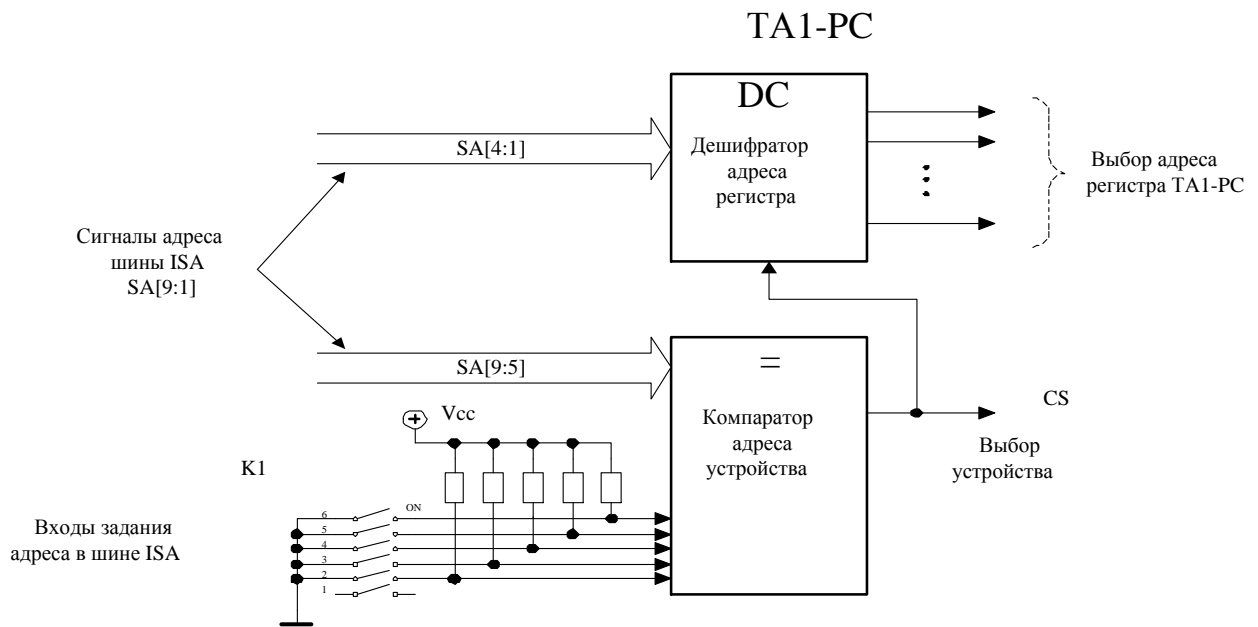 TA1-PC
DC
Дешифратор
адреса
регистра
SA[4:1]
Выбор адреса
регистра TA1-PC
Сигналы адреса
шины ISA
SA[9:1]
SA[9:5]
=
Компаратор
адреса
устройства
CS
Выбор
устройства
+
Vcc
K1
ON
Входы задания
адреса в шине ISA
6
5
4
3
2
1